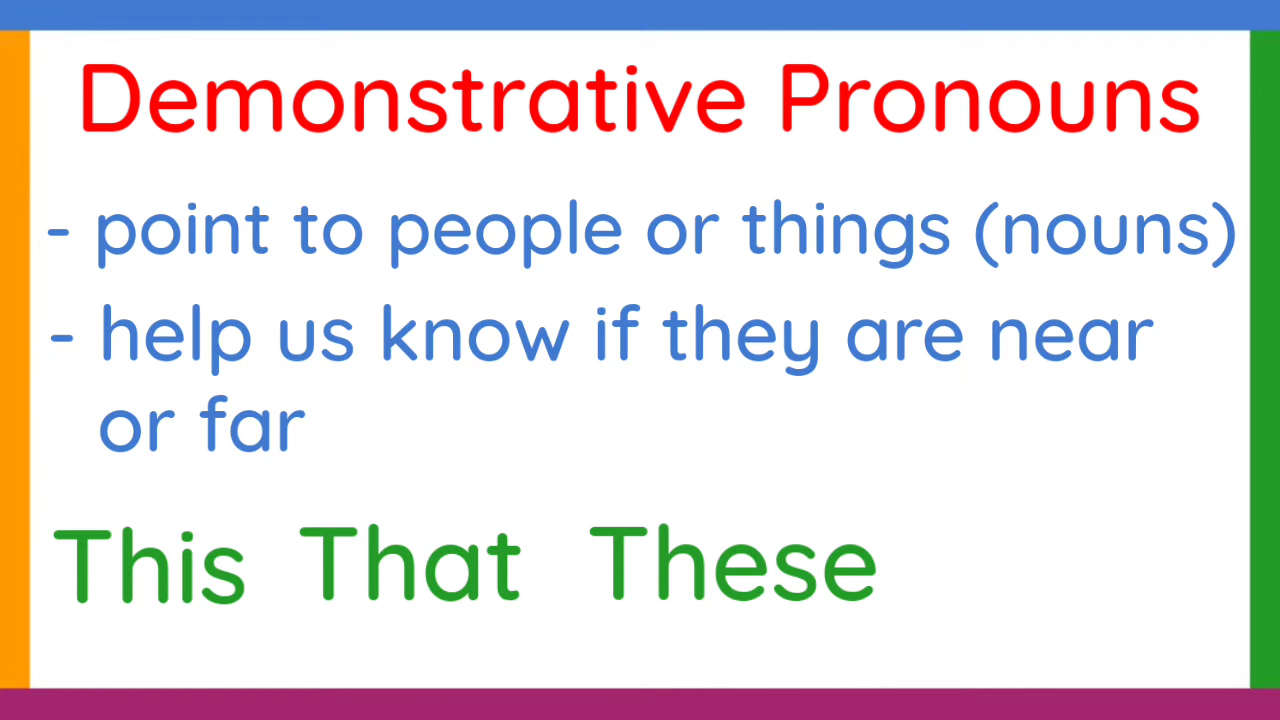 Demonstrative Pronouns
- point to people or things (nouns)
- help us know if they are near
or far
This That These